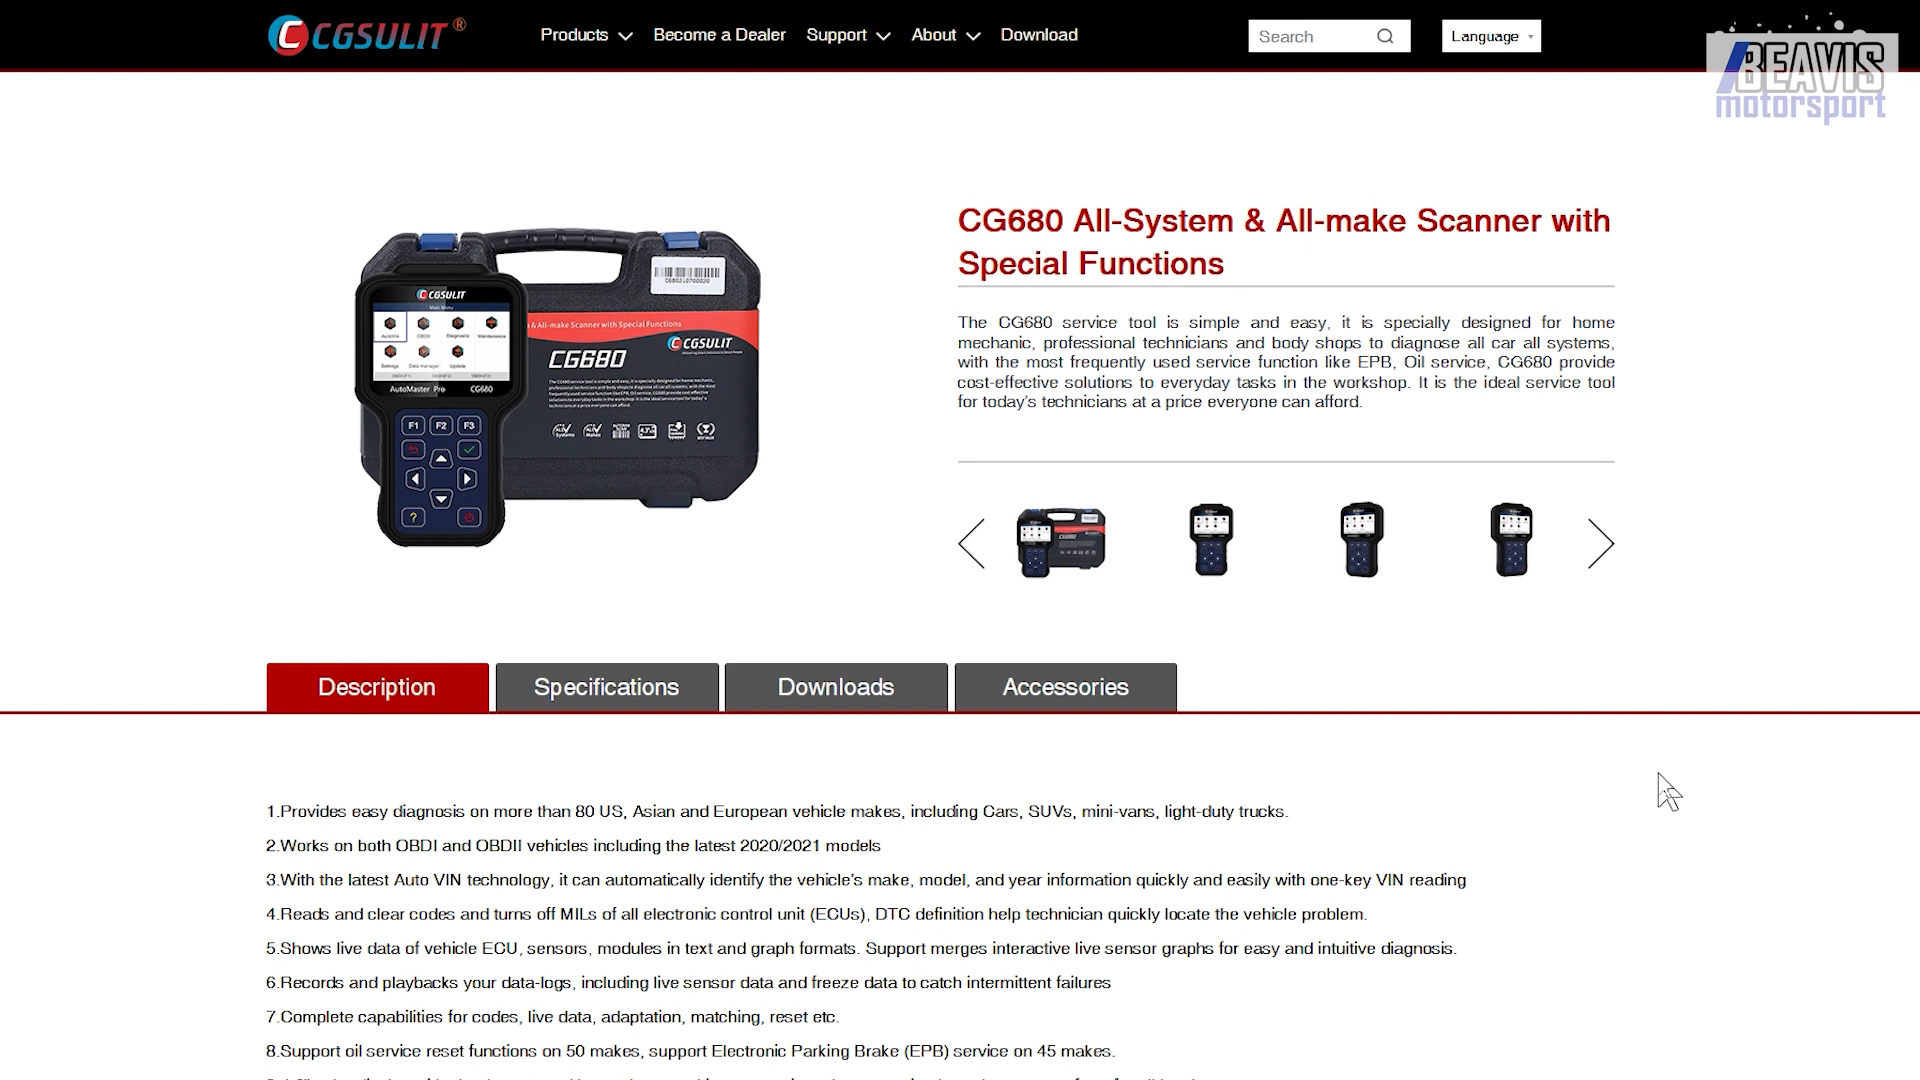 CGSULIT®
Products
Become a Dealer
Support
About
Download
Search
Language
BEAVIS
motorsport
CG680 All-System & All-make Scanner with
Special Functions
The CG680 service tool is simple and easy, it is specially designed for home
mechanic, professional technicians and body shops to diagnose all car all systems,
with the most frequently used service function like EPB, Oil service, CG680 provide
cost-effective solutions to everyday tasks in the workshop. It is the ideal service tool
for today's technicians at a price everyone can afford.
CGSULIT
Diagnostic
Maintenance
Settings
Data manager
Update
AutoMaster Pro
CG680
F1
F2
F3
?
& All-make Scanner with Special Functions
CGSULIT
CG680
Description
Specifications
Downloads
Accessories
1.Provides easy diagnosis on more than 80 US, Asian and European vehicle makes, including Cars, SUVs, mini-vans, light-duty trucks.
2.Works on both OBDI and OBDII vehicles including the latest 2020/2021 models
3.With the latest Auto VIN technology, it can automatically identify the vehicle's make, model, and year information quickly and easily with one-key VIN reading
4.Reads and clear codes and turns off MILs of all electronic control unit (ECUs), DTC definition help technician quickly locate the vehicle problem.
5.Shows live data of vehicle ECU, sensors, modules in text and graph formats. Support merges interactive live sensor graphs for easy and intuitive diagnosis.
6.Records and playbacks your data-logs, including live sensor data and freeze data to catch intermittent failures
7.Complete capabilities for codes, live data, adaptation, matching, reset etc.
8.Support oil service reset functions on 50 makes, support Electronic Parking Brake (EPB) service on 45 makes.